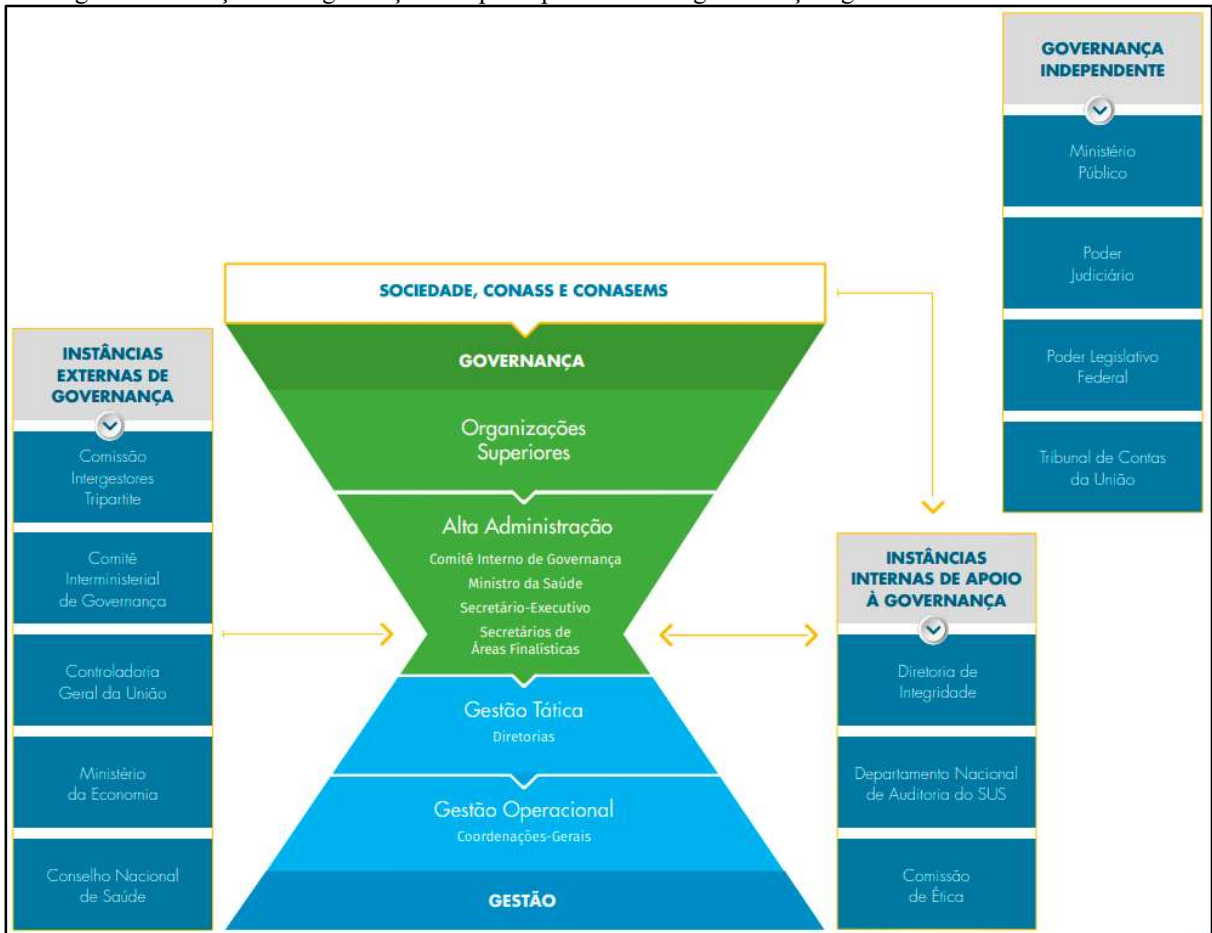 GOVERNANÇA
INDEPENDENTE
Ministério
Público
Poder
Judiciário
Poder Legislativo
Federal
Tribunal de Contas
da União
SOCIEDADE, CONASS E CONASEMS
GOVERNANÇA
Organizações
Superiores
Alta Administração
Comitê Interno de Governança
Ministro da Saúde
Secretário-Executivo
Secretários de
Áreas Finalísticas
Gestão Tática
Diretorias
Gestão Operacional
Coordenações-Gerais
GESTÃO
INSTÂNCIAS
EXTERNAS DE
GOVERNANÇA
Comissão
Intergestores
Tripartite
Comitê
Interministerial
de Governança
Controladoria
Geral da União
Ministério
da Economia
Conselho Nacional
de Saúde
INSTÂNCIAS
INTERNAS DE APOIO
À GOVERNANÇA
Diretoria de
Integridade
Departamento Nacional
de Auditoria do SUS
Comissão
de Ética